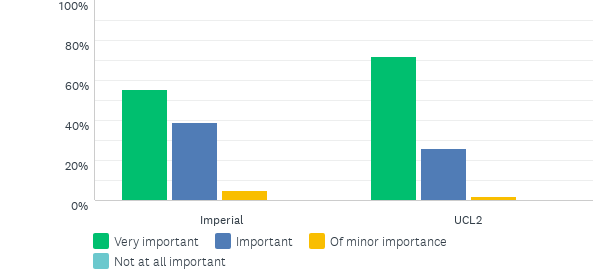 100%
80%
60%
40%
20%
0%
Imperial
UCL2
Very important
Important
Of minor importance
Not at all important